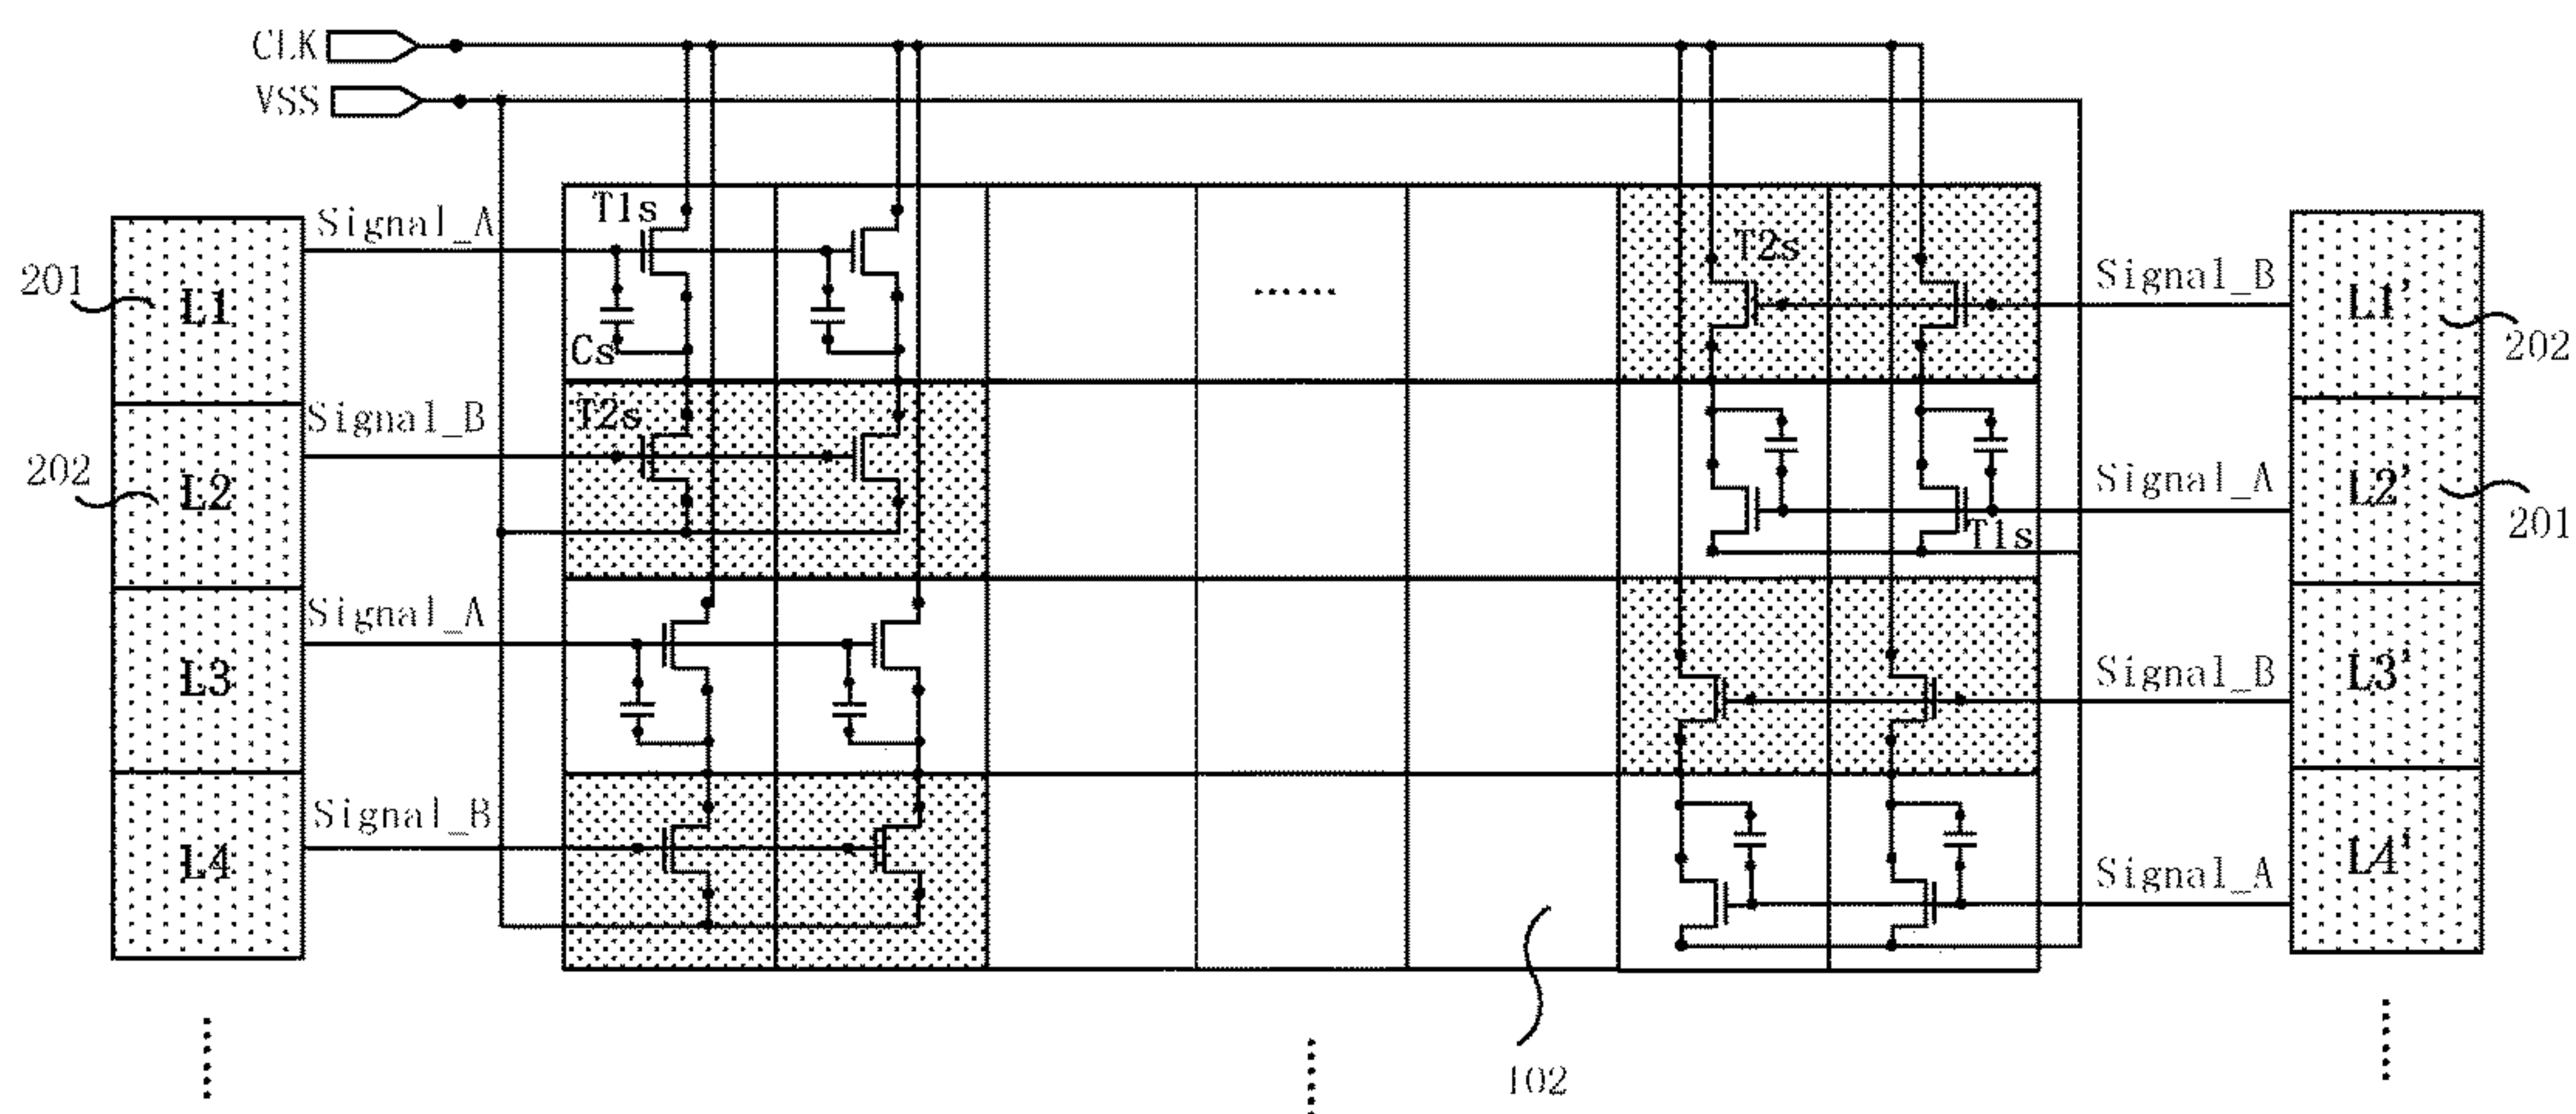 CLK
VSS
Signal_A
T1s
T2s
Signal_B
201
L1
......
L1'
202
Cs
Signal_B
T2s
202
L2
Signal_A
L2'
201
T1s
Signal_A
L3
Signal_B
L3'
Signal_B
L4
Signal_A
L4'
102